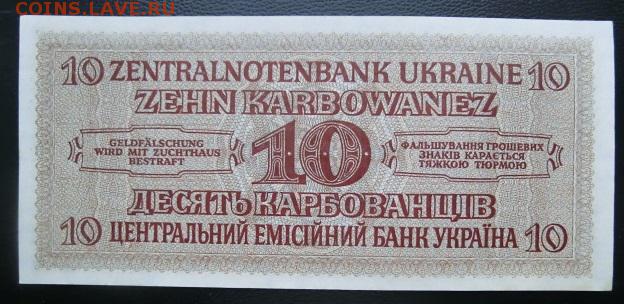 COINS.LAVE.RU
10 ZENTRALNOTENBANK UKRAINE 10
ZEHN KARBOWANEZ
GELDFÄLSCHUNG
WIRD MIT ZUCHTHAUS
BESTRAFT
10
ФАЛЬШУВАННЯ ГРОШЕВИХ
ЗНАКІВ КАРАЄТЬСЯ
ТЯЖКОЮ ТЮРМОЮ
ДЕСЯТЬ КАРБОВАНЦІВ
10 ЦЕНТРАЛЬНИЙ ЕМІСІЙНИЙ БАНК УКРАЇНА 10